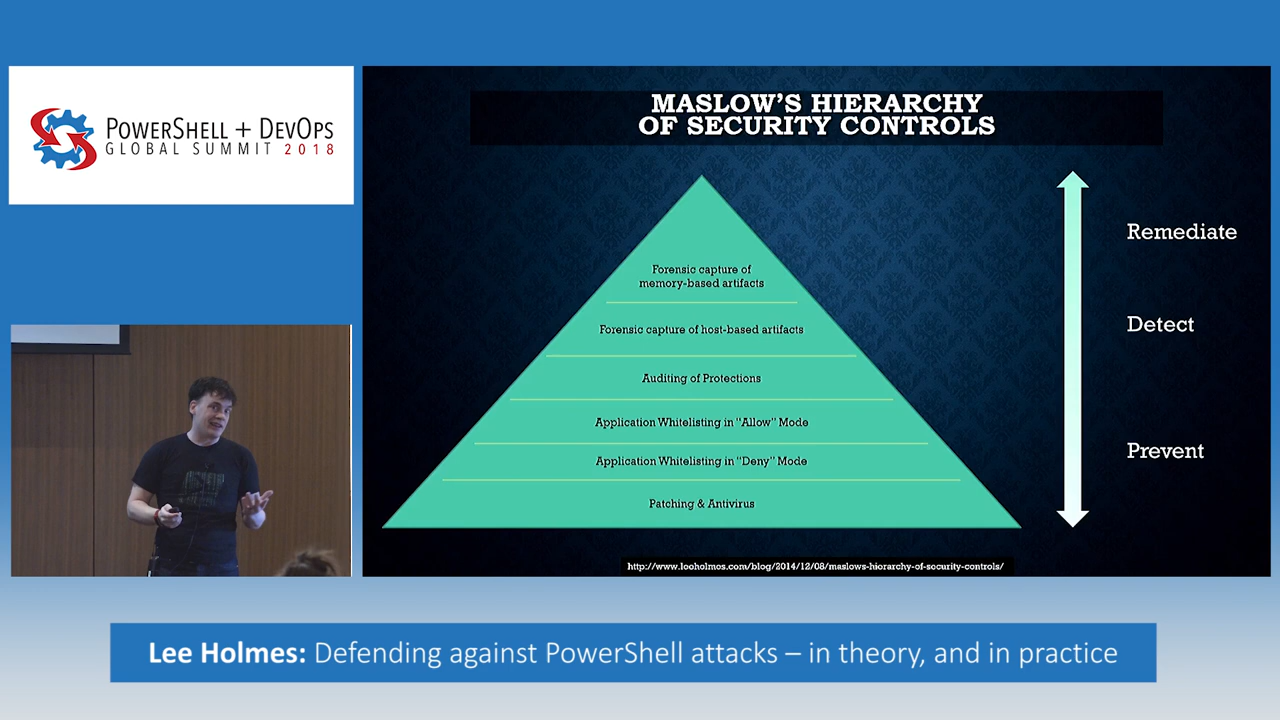 POWERSHELL + DEVOPS
GLOBAL SUMMIT 2018
MASLOW'S HIERARCHY
OF SECURITY CONTROLS
Forensic capture of
memory-based artifacts
Forensic capture of host-based artifacts
Auditing of Protections
Application Whitelisting in “Allow” Mode
Application Whitelisting in “Deny” Mode
Patching & Antivirus
Remediate
Detect
Prevent
http://www.leeholmes.com/blog/2014/12/08/maslows-hierarchy-of-security-controls/
Lee Holmes: Defending against PowerShell attacks – in theory, and in practice